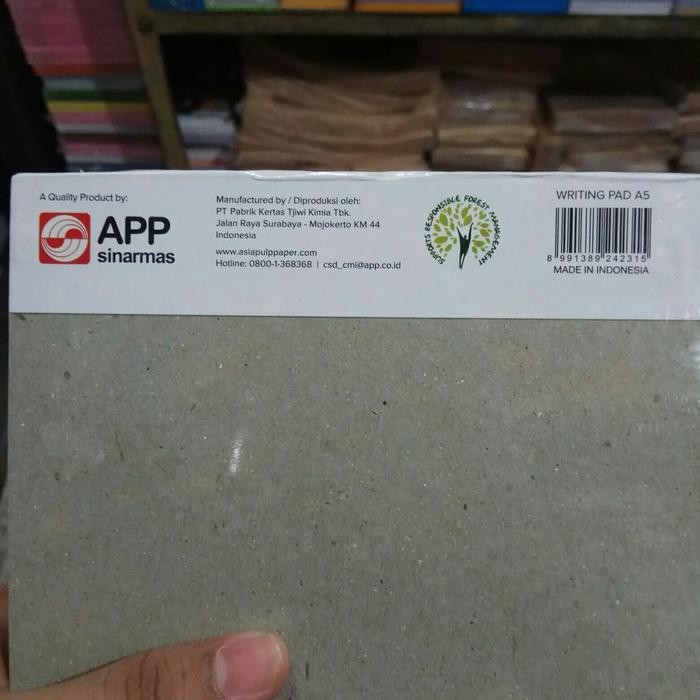 A Quality Product by:
APP
sinarmas
Manufactured by / Diproduksi oleh:
PT Pabrik Kertas Tjiwi Kimia Tbk.
Jalan Raya Surabaya - Mojokerto KM 44
Indonesia
www.asiapulppaper.com
Hotline: 0800-1-368368 | csd_cmi@app.co.id
SUPPORTS RESPONSIBLE FOREST MANAGEMENT
WRITING PAD A5
8 991389 242315
MADE IN INDONESIA